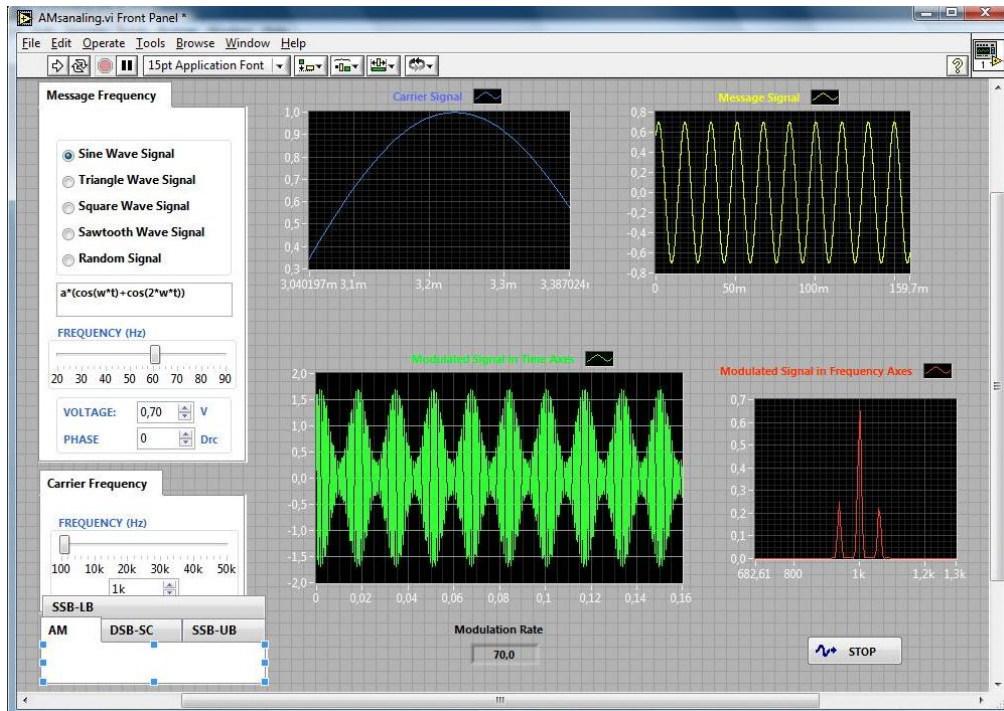 AMsanaling.vi Front Panel *
File Edit Operate Tools Browse Window Help
15pt Application Font
1
Message Frequency
Sine Wave Signal
Triangle Wave Signal
Square Wave Signal
Sawtooth Wave Signal
Random Signal
a*(cos(w*t)+cos(2*w*t))
FREQUENCY (Hz)
20 30 40 50 60 70 80 90
VOLTAGE: 0,70 V
PHASE 0 Drc
Carrier Frequency
FREQUENCY (Hz)
100 10k 20k 30k 40k 50k
1k
SSB-LB
AM DSB-SC SSB-UB
Carrier Signal
1,0
0,9
0,8
0,7
0,6
0,5
0,4
0,3
3,040197m 3,1m 3,2m 3,3m 3,387024
Message Signal
0,8
0,6
0,4
0,2
0,0
-0,2
-0,4
-0,6
-0,8
0 50m 100m 159,7m
Modulated Signal in Time Axes
2,0
1,5
1,0
0,5
0,0
-0,5
-1,0
-1,5
-2,0
0 0,02 0,04 0,06 0,08 0,1 0,12 0,14 0,16
Modulated Signal in Frequency Axes
0,7
0,6
0,5
0,4
0,3
0,2
0,1
0,0
682,61 800 1k 1,2k 1,3k
Modulation Rate
70,0
STOP